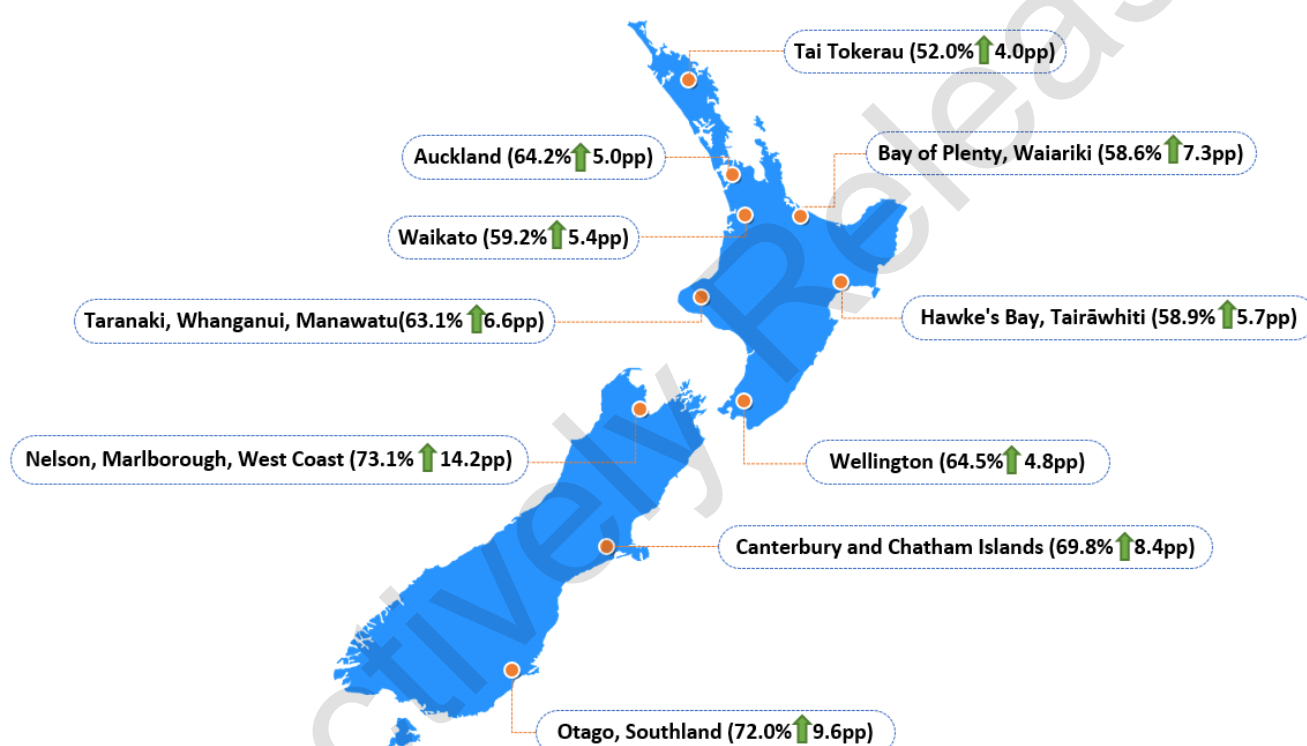 Tai Tokerau (52.0% 4.0pp)
Auckland (64.2% 5.0pp)
Bay of Plenty, Waiariki (58.6% 7.3pp)
Waikato (59.2% 5.4pp)
Taranaki, Whanganui, Manawatu(63.1% 6.6pp)
Hawke's Bay, Tairāwhiti (58.9% 5.7pp)
Nelson, Marlborough, West Coast (73.1% 14.2pp)
Wellington (64.5% 4.8pp)
Canterbury and Chatham Islands (69.8% 8.4pp)
Otago, Southland (72.0% 9.6pp)
ctively Releas